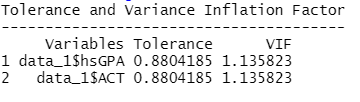 Tolerance and Variance Inflation Factor
---------------------------------------
Variables Tolerance VIF
1 data_1$hsGPA 0.8804185 1.135823
2 data_1$ACT 0.8804185 1.135823